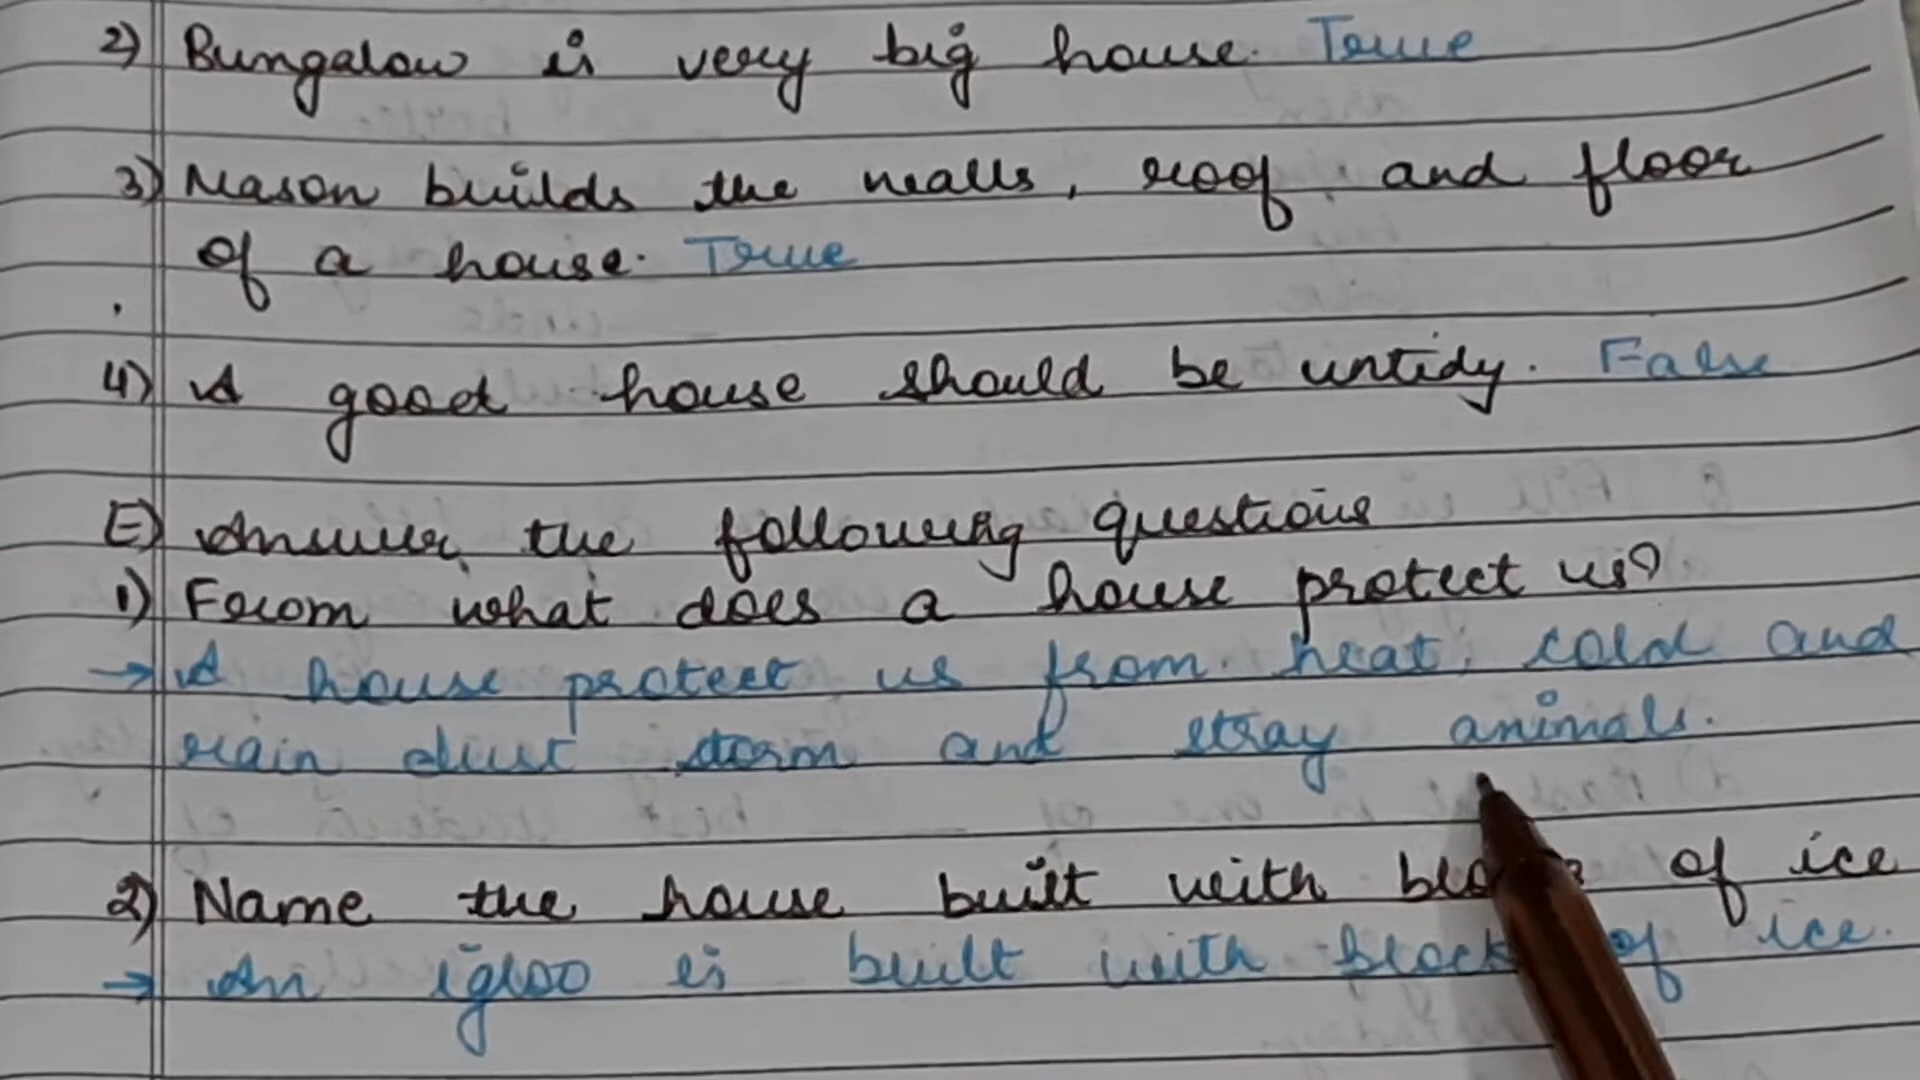 2) Bungalow is very big house. True
3) Mason builds the walls, roof and floor
of a house. True
4) A good house should be untidy. False
E) Answer the following questions
1) From what does a house protect us?
→ A house protect us from heat, cold and
rain dust storm and stray animals.
2) Name the house built with of ice
→ An igloo is built with block of ice.